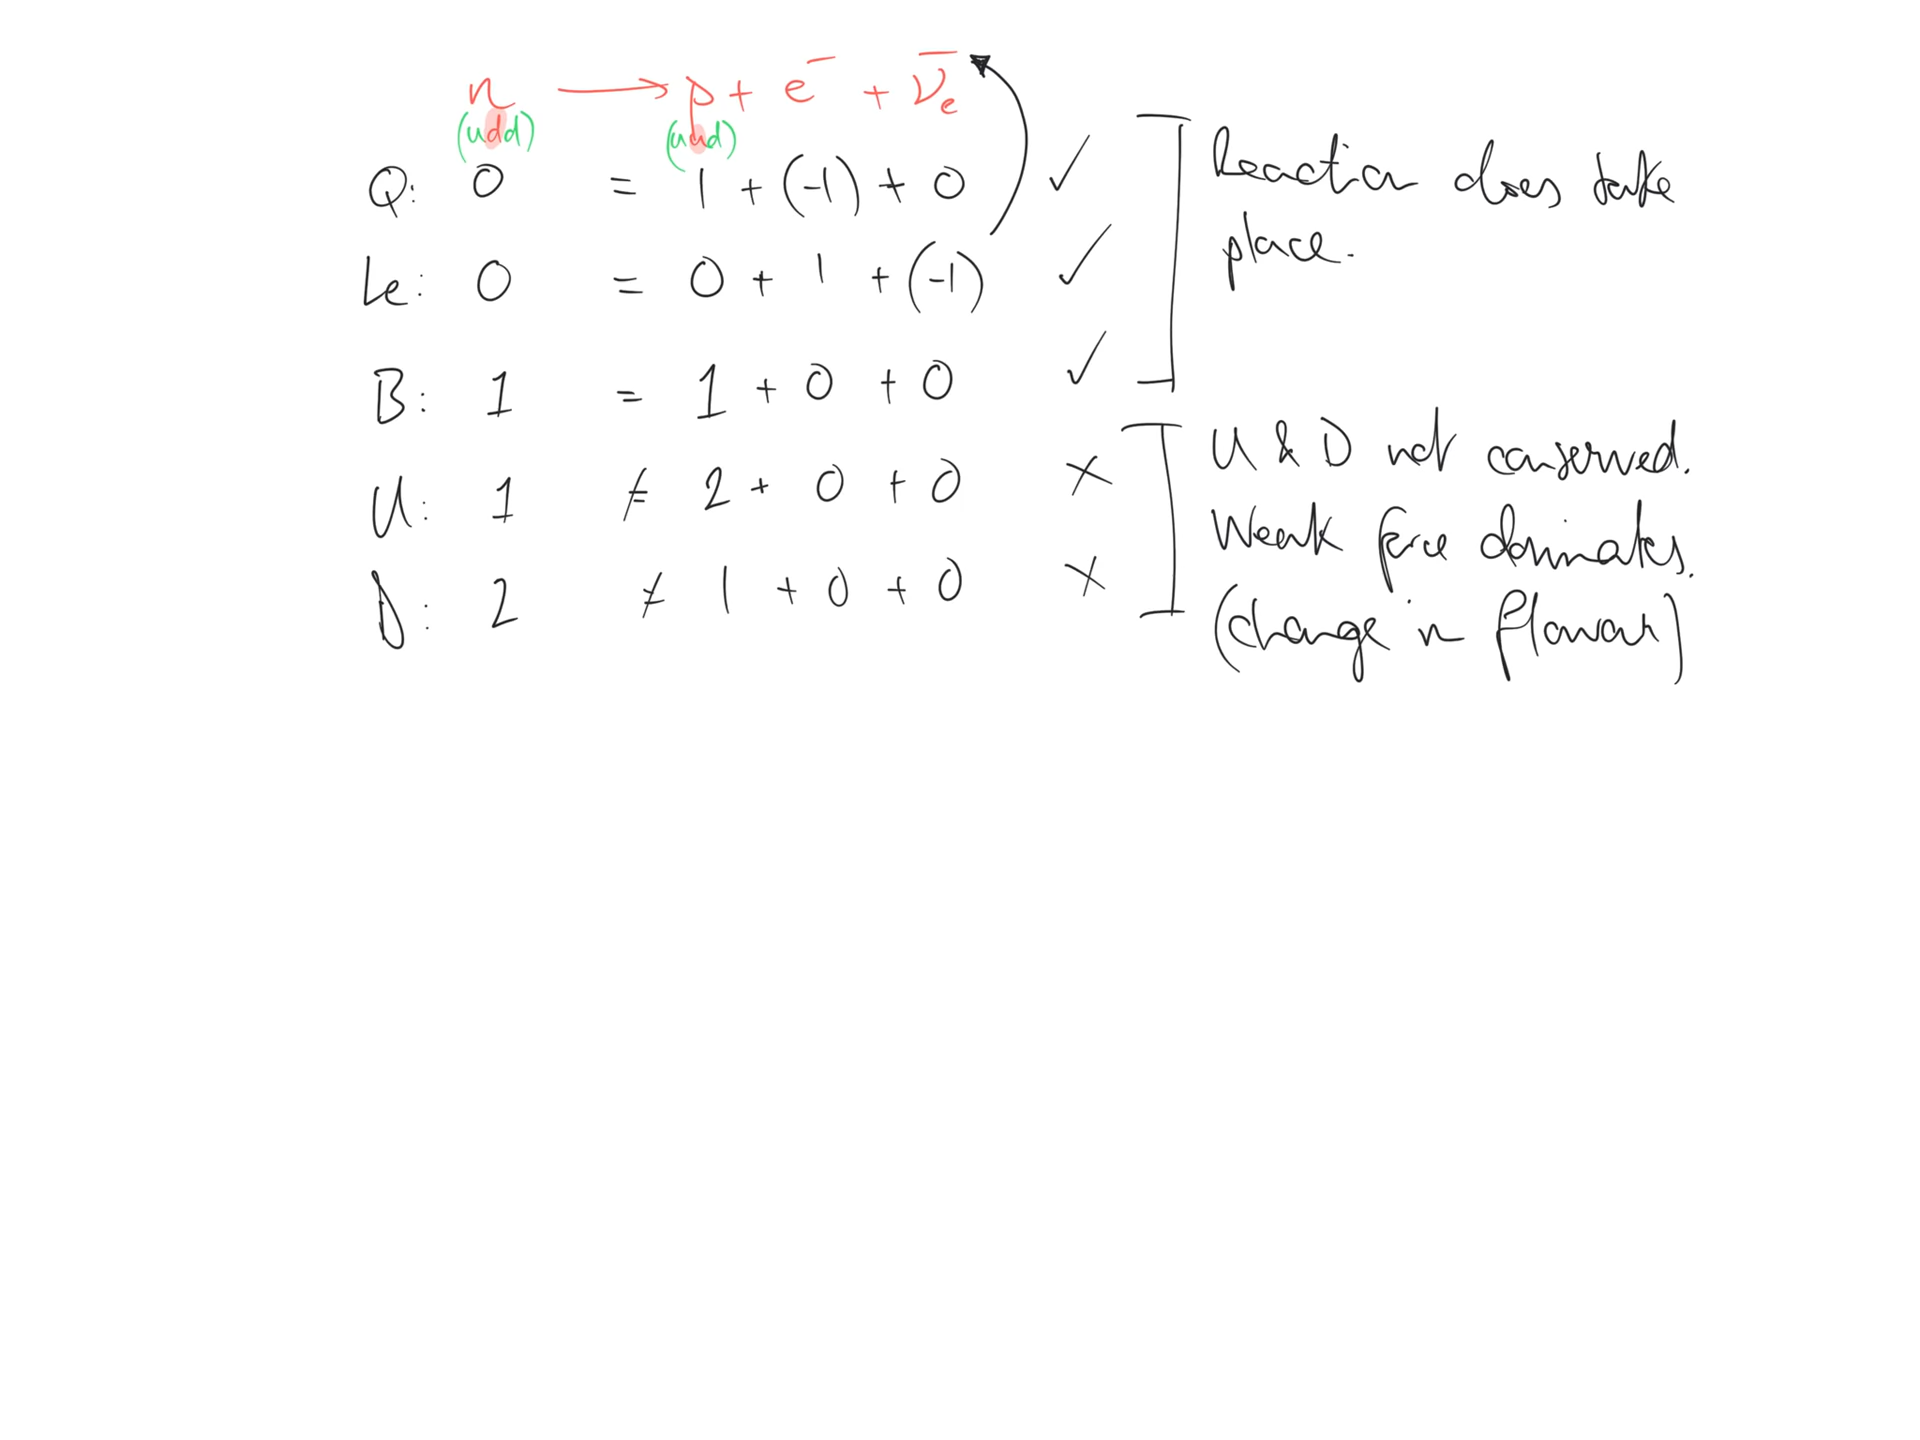 n → p + e⁻ + ν̅ₑ
(udd) (uud)
Q: 0 = 1 + (-1) + 0 ✓
Le: 0 = 0 + 1 + (-1) ✓
B: 1 = 1 + 0 + 0 ✓
U: 1 ≠ 2 + 0 + 0 ×
D: 2 ≠ 1 + 0 + 0 ×
Reaction does take
place.
U & D not conserved.
Weak force dominates.
(change in flavour)